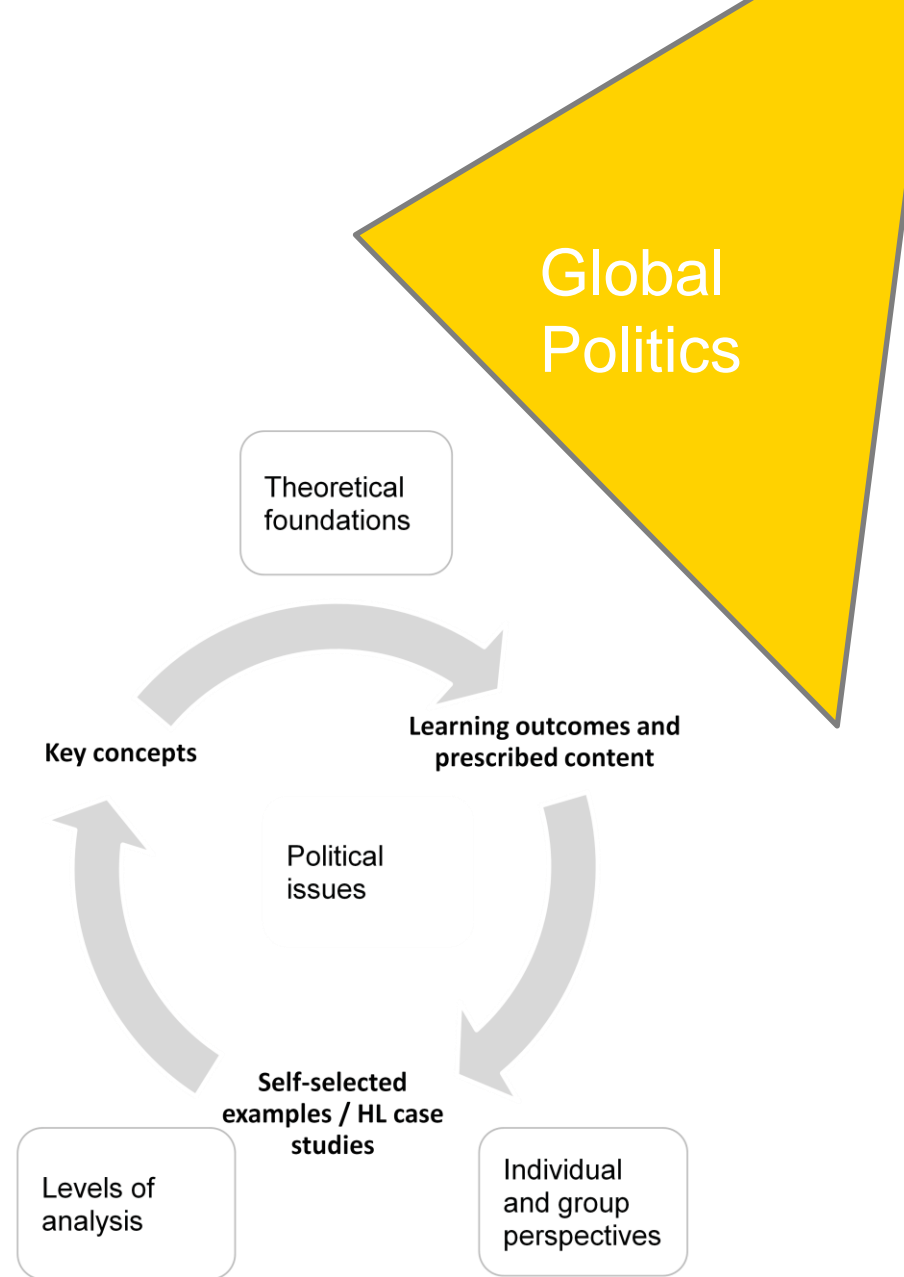 Global
Politics
Theoretical
foundations
Key concepts
Learning outcomes and
prescribed content
Political
issues
Self-selected
examples / HL case
studies
Levels of
analysis
Individual
and group
perspectives